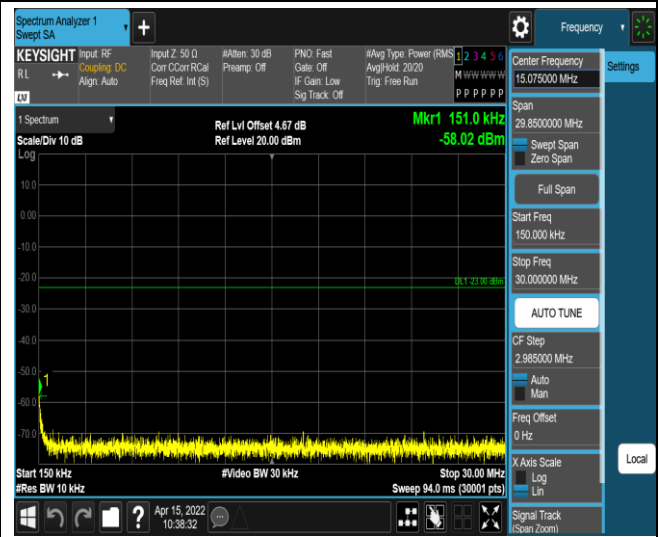 Spectrum Analyzer 1
Swept SA
+
Frequency
KEYSIGHT
RL
LXI
Input: RF
Coupling: DC
Align: Auto
Input Z: 50 Ω
Corr CCorr RCal
Freq Ref: Int (S)
#Atten: 30 dB
Preamp: Off
PNO: Fast
Gate: Off
IF Gain: Low
Sig Track: Off
#Avg Type: Power (RMS
Avg|Hold: 20/20
Trig: Free Run
1 2 3 4 5 6
M W W W W W
P P P P P P
1 Spectrum
Scale/Div 10 dB
Log
Ref Lvl Offset 4.67 dB
Ref Level 20.00 dBm
Mkr1 151.0 kHz
-58.02 dBm
10.0
0.00
-10.0
-20.0
DL1 -23.00 dBm
-30.0
-40.0
-50.0
1
-60.0
-70.0
Start 150 kHz
#Res BW 10 kHz
#Video BW 30 kHz
Stop 30.00 MHz
Sweep 94.0 ms (30001 pts)
Apr 15, 2022
10:38:32
?
Center Frequency
15.075000 MHz
Span
29.8500000 MHz
Swept Span
Zero Span
Full Span
Start Freq
150.000 kHz
Stop Freq
30.000000 MHz
AUTO TUNE
CF Step
2.985000 MHz
Auto
Man
Freq Offset
0 Hz
X Axis Scale
Log
Lin
Signal Track
(Span Zoom)
Settings
Local